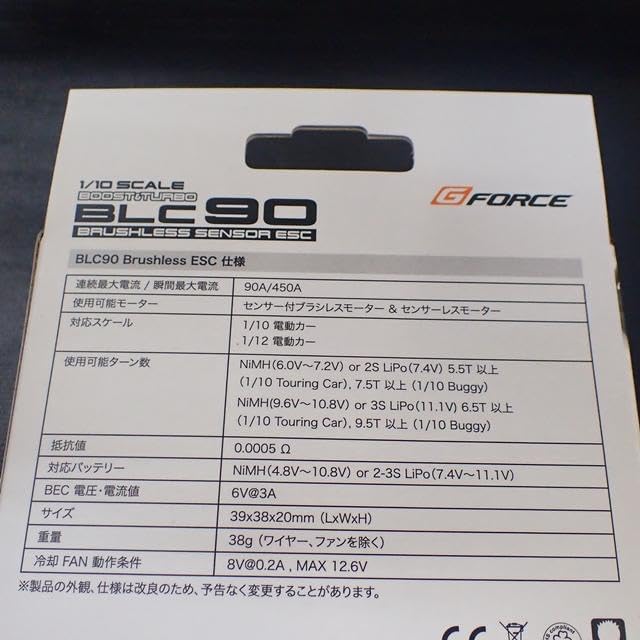 1/10 SCALE
BOOST&TURBO
BLC90
BRUSHLESS SENSOR ESC
GFORCE
BLC90 Brushless ESC 仕様
連続最大電流 / 瞬間最大電流 90A/450A
使用可能モーター センサー付ブラシレスモーター & センサーレスモーター
対応スケール 1/10 電動カー
1/12 電動カー
使用可能ターン数 NiMH(6.0V～7.2V) or 2S LiPo(7.4V) 5.5T 以上
(1/10 Touring Car), 7.5T 以上 (1/10 Buggy)
NiMH(9.6V～10.8V) or 3S LiPo(11.1V) 6.5T 以上
(1/10 Touring Car), 9.5T 以上 (1/10 Buggy)
抵抗値 0.0005 Ω
対応バッテリー NiMH(4.8V～10.8V) or 2-3S LiPo(7.4V～11.1V)
BEC 電圧・電流値 6V@3A
サイズ 39x38x20mm (LxWxH)
重量 38g (ワイヤー、ファンを除く)
冷却 FAN 動作条件 8V@0.2A , MAX 12.6V
※製品の外観、仕様は改良のため、予告なく変更することがあります。
CE